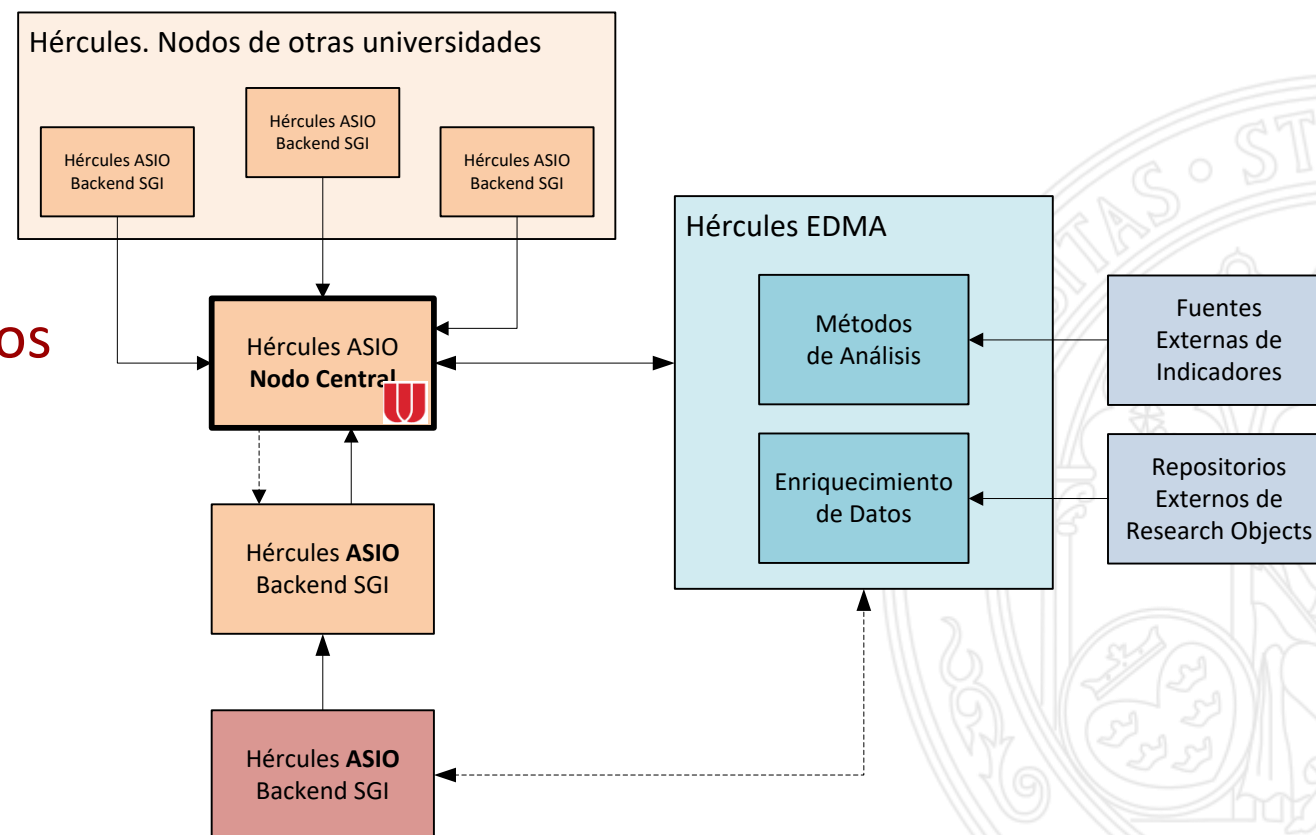 Hércules. Nodos de otras universidades
Hércules ASIO
Backend SGI
Hércules ASIO
Backend SGI
Hércules ASIO
Backend SGI
os
Hércules ASIO
Nodo Central
Hércules EDMA
Métodos
de Análisis
Enriquecimiento
de Datos
Fuentes
Externas de
Indicadores
Repositorios
Externos de
Research Objects
Hércules ASIO
Backend SGI
Hércules ASIO
Backend SGI